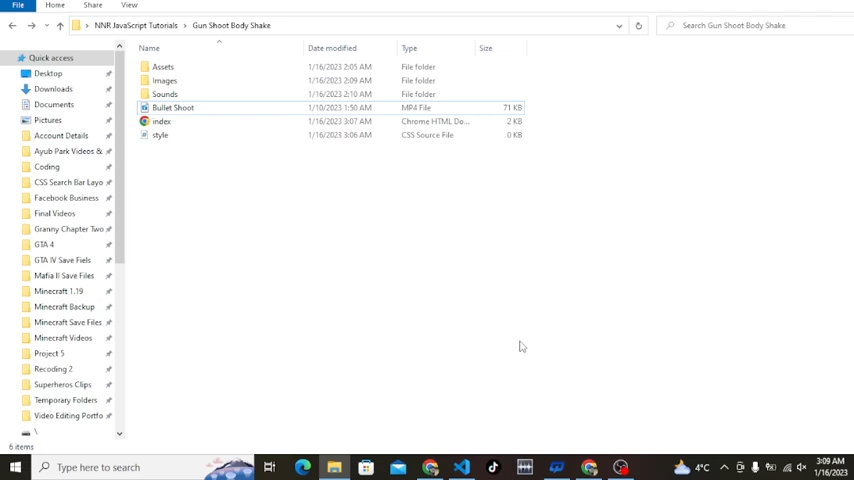 File Home Share View
NNR JavaScript Tutorials > Gun Shoot Body Shake
Search Gun Shoot Body Shake
Name Date modified Type Size
Quick access
Desktop
Downloads
Documents
Pictures
Account Details
Ayub Park Videos &
Coding
CSS Search Bar Layo
Facebook Business
Final Videos
Granny Chapter Two
GTA 4
GTA IV Save Fiels
Mafia II Save Files
Minecraft 1.19
Minecraft Backup
Minecraft Save Files
Minecraft Videos
Project 5
Recoding 2
Superheros Clips
Temporary Folders
Video Editing Portfo
Assets 1/16/2023 2:05 AM File folder
Images 1/16/2023 2:09 AM File folder
Sounds 1/16/2023 2:10 AM File folder
Bullet Shoot 1/10/2023 1:50 AM MP4 File 71 KB
index 1/16/2023 3:07 AM Chrome HTML Do... 2 KB
style 1/16/2023 3:06 AM CSS Source File 0 KB
6 items
Type here to search
4°C
3:09 AM
1/16/2023